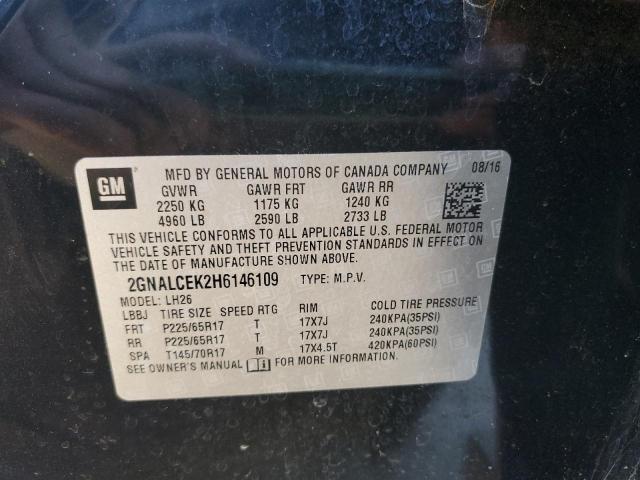 GM
MFD BY GENERAL MOTORS OF CANADA COMPANY 08/16
GVWR GAWR FRT GAWR RR
2250 KG 1175 KG 1240 KG
4960 LB 2590 LB 2733 LB
THIS VEHICLE CONFORMS TO ALL APPLICABLE U.S. FEDERAL MOTOR
VEHICLE SAFETY AND THEFT PREVENTION STANDARDS IN EFFECT ON
THE DATE OF MANUFACTURE SHOWN ABOVE.
2GNALCEK2H6146109 TYPE: M.P.V.
MODEL: LH26
LBBJ TIRE SIZE SPEED RTG RIM COLD TIRE PRESSURE
FRT P225/65R17 T 17X7J 240KPA(35PSI)
RR P225/65R17 T 17X7J 240KPA(35PSI)
SPA T145/70R17 M 17X4.5T 420KPA(60PSI)
SEE OWNER'S MANUAL FOR MORE INFORMATION